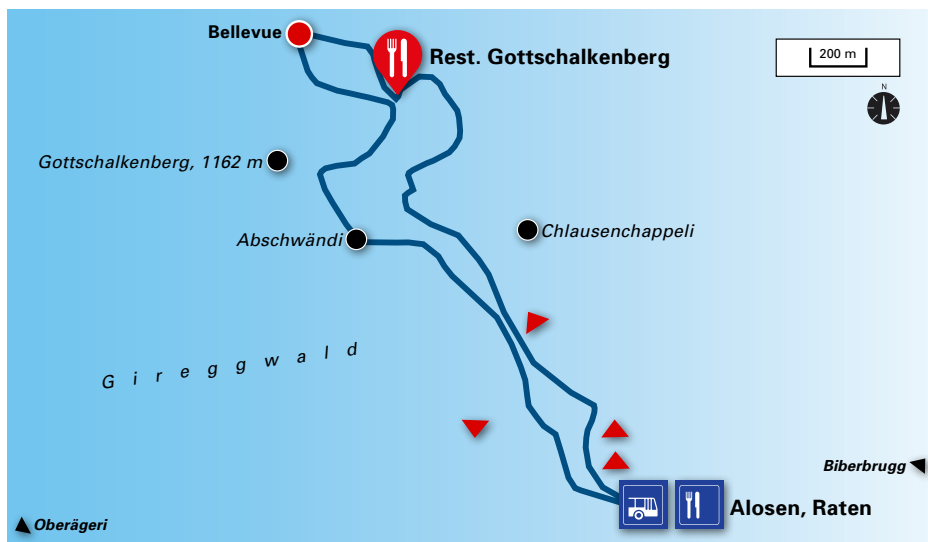 Bellevue
Rest. Gottschalkenberg
200 m
N
Gottschalkenberg, 1162 m
Abschwändi
Chlausenchappeli
Gireggwald
Biberbrugg
Alosen, Raten
Oberägeri